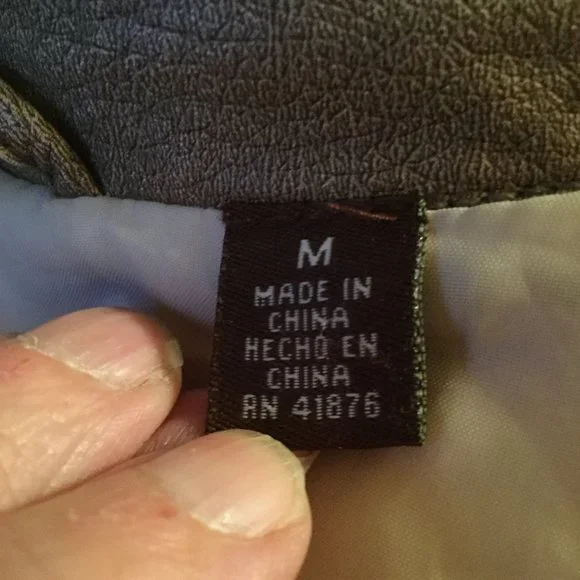 M
MADE IN
CHINA
HECHO EN
CHINA
RN 41876